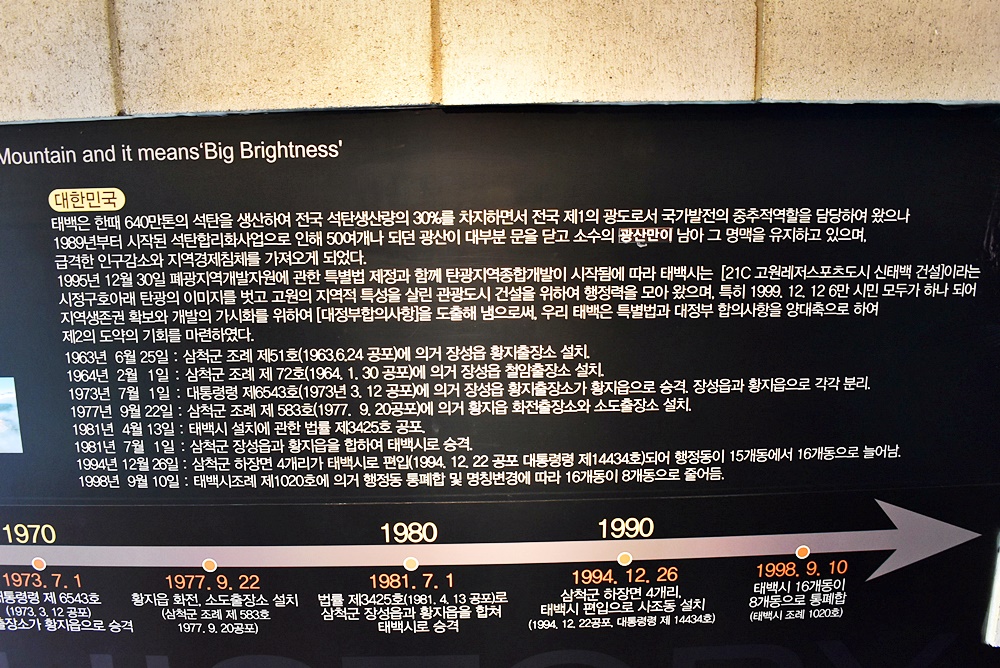 Mountain and it means‘Big Brightness'
대한민국
태백은 한때 640만톤의 석탄을 생산하여 전국 석탄생산량의 30%를 차지하면서 전국 제1의 광도로서 국가발전의 중추적역할을 담당하여 왔으나
1989년부터 시작된 석탄합리화사업으로 인해 50여개나 되던 광산이 대부분 문을 닫고 소수의 광산만이 남아 그 명맥을 유지하고 있으며,
급격한 인구감소와 지역경제침체를 가져오게 되었다.
1995년 12월 30일 폐광지역개발지원에 관한 특별법 제정과 함께 탄광지역종합개발이 시작됨에 따라 태백시는 [21C 고원레저스포츠도시 신태백 건설]이라는
시정구호아래 탄광의 이미지를 벗고 고원의 지역적 특성을 살린 관광도시 건설을 위하여 행정력을 모아 왔으며, 특히 1999. 12. 12 6만 시민 모두가 하나 되어
지역생존권 확보와 개발의 가시화를 위하여 [대정부합의사항]을 도출해 냄으로써, 우리 태백은 특별법과 대정부 합의사항을 양대축으로 하여
제2의 도약의 기회를 마련하였다.
1963년 6월 25일 : 삼척군 조례 제51호(1963.6.24 공포)에 의거 장성읍 황지출장소 설치.
1964년 2월 1일 : 삼척군 조례 제 72호(1964. 1. 30 공포)에 의거 장성읍 철암출장소 설치.
1973년 7월 1일 : 대통령령 제6543호(1973년 3. 12 공포)에 의거 장성읍 황지출장소가 황지읍으로 승격, 장성읍과 황지읍으로 각각 분리.
1977년 9월 22일 : 삼척군 조례 제 583호(1977. 9. 20공포)에 의거 황지읍 화전출장소와 소도출장소 설치.
1981년 4월 13일 : 태백시 설치에 관한 법률 제3425호 공포.
1981년 7월 1일 : 삼척군 장성읍과 황지읍을 합하여 태백시로 승격.
1994년 12월 26일 : 삼척군 하장면 4개리가 태백시로 편입(1994. 12. 22 공포 대통령령 제14434호)되어 행정동이 15개동에서 16개동으로 늘어남.
1998년 9월 10일 : 태백시조례 제1020호에 의거 행정동 통폐합 및 명칭변경에 따라 16개동이 8개동으로 줄어듬.
1970
1980
1990
1973. 7. 1
통령령 제 6543호
(1973, 3. 12 공포)
출장소가 황지읍으로 승격
1977. 9. 22
황지읍 화전, 소도출장소 설치
(삼척군 조례 제 583호
1977. 9. 20공포)
1981. 7. 1
법률 제3425호(1981. 4. 13 공포)로
삼척군 장성읍과 황지읍을 합쳐
태백시로 승격
1994. 12. 26
삼척군 하장면 4개리,
태백시 편입으로 사조동 설치
(1994. 12. 22공포, 대통령령 제 14434호)
1998. 9. 10
태백시 16개동이
8개동으로 통폐합
(태백시 조례 1020호)